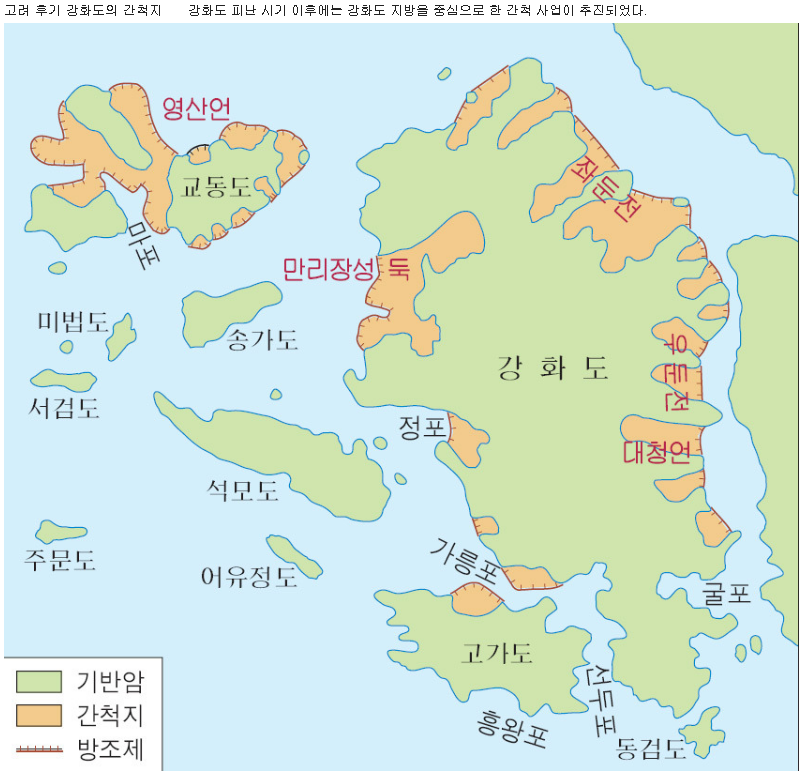 고려 후기 강화도의 간척지 강화도 피난 시기 이후에는 강화도 지방을 중심으로 한 간척 사업이 추진되었다.
영산언
교동도
좌둔전
마포
만리장성 둑
미법도
송가도
우둔전
강 화 도
서검도
정포
대청언
석모도
가릉포
주문도
어유정도
굴포
고가도
선두포
흥왕포
동검도
기반암
간척지
방조제